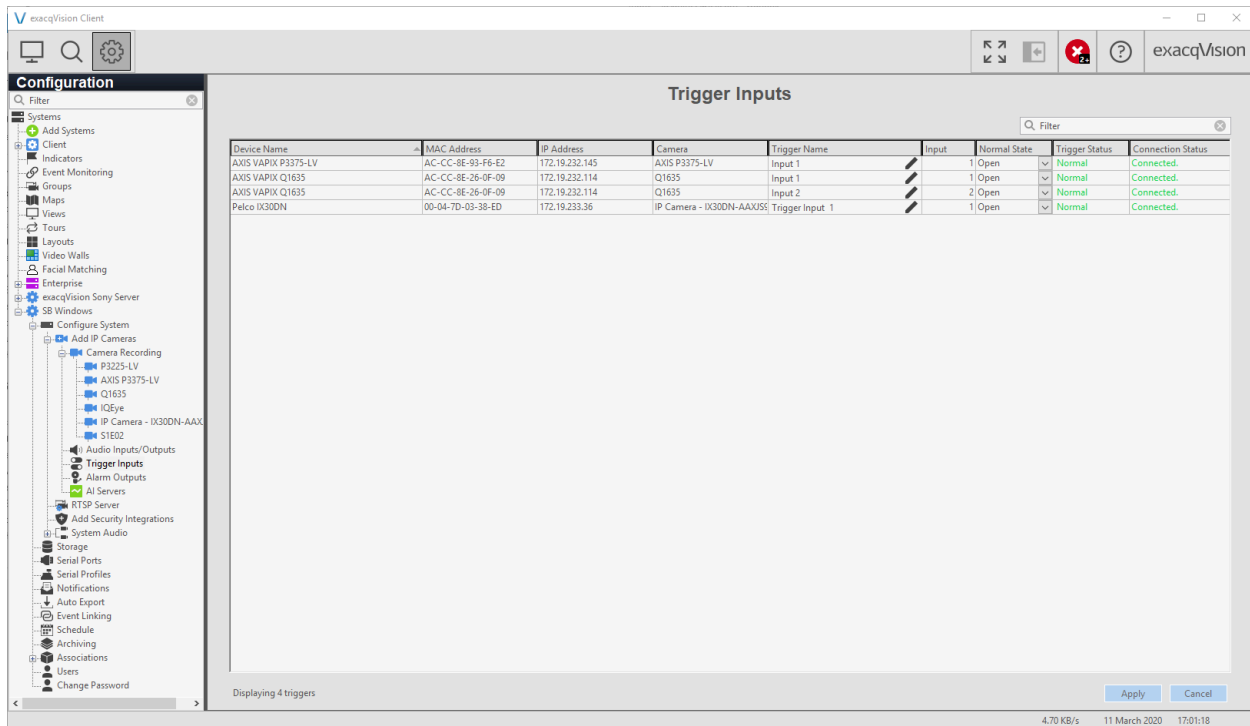 exacqVision Client
exacqVision
2+
Configuration
Filter
Systems
Add Systems
Client
Indicators
Event Monitoring
Groups
Maps
Views
Tours
Layouts
Video Walls
Facial Matching
Enterprise
exacqVision Sony Server
SB Windows
Configure System
Add IP Cameras
Camera Recording
P3225-LV
AXIS P3375-LV
Q1635
IQEye
IP Camera - IX30DN-AAX
S1E02
Audio Inputs/Outputs
Trigger Inputs
Alarm Outputs
AI Servers
RTSP Server
Add Security Integrations
System Audio
Storage
Serial Ports
Serial Profiles
Notifications
Auto Export
Event Linking
Schedule
Archiving
Associations
Users
Change Password
Trigger Inputs
Filter
Device Name MAC Address IP Address Camera Trigger Name Input Normal State Trigger Status Connection Status
AXIS VAPIX P3375-LV AC-CC-8E-93-F6-E2 172.19.232.145 AXIS P3375-LV Input 1 1 Open Normal Connected.
AXIS VAPIX Q1635 AC-CC-8E-26-0F-09 172.19.232.114 Q1635 Input 1 1 Open Normal Connected.
AXIS VAPIX Q1635 AC-CC-8E-26-0F-09 172.19.232.114 Q1635 Input 2 2 Open Normal Connected.
Pelco IX30DN 00-04-7D-03-38-ED 172.19.233.36 IP Camera - IX30DN-AAXJS9 Trigger Input 1 1 Open Normal Connected.
Displaying 4 triggers
Apply Cancel
4.70 KB/s 11 March 2020 17:01:18